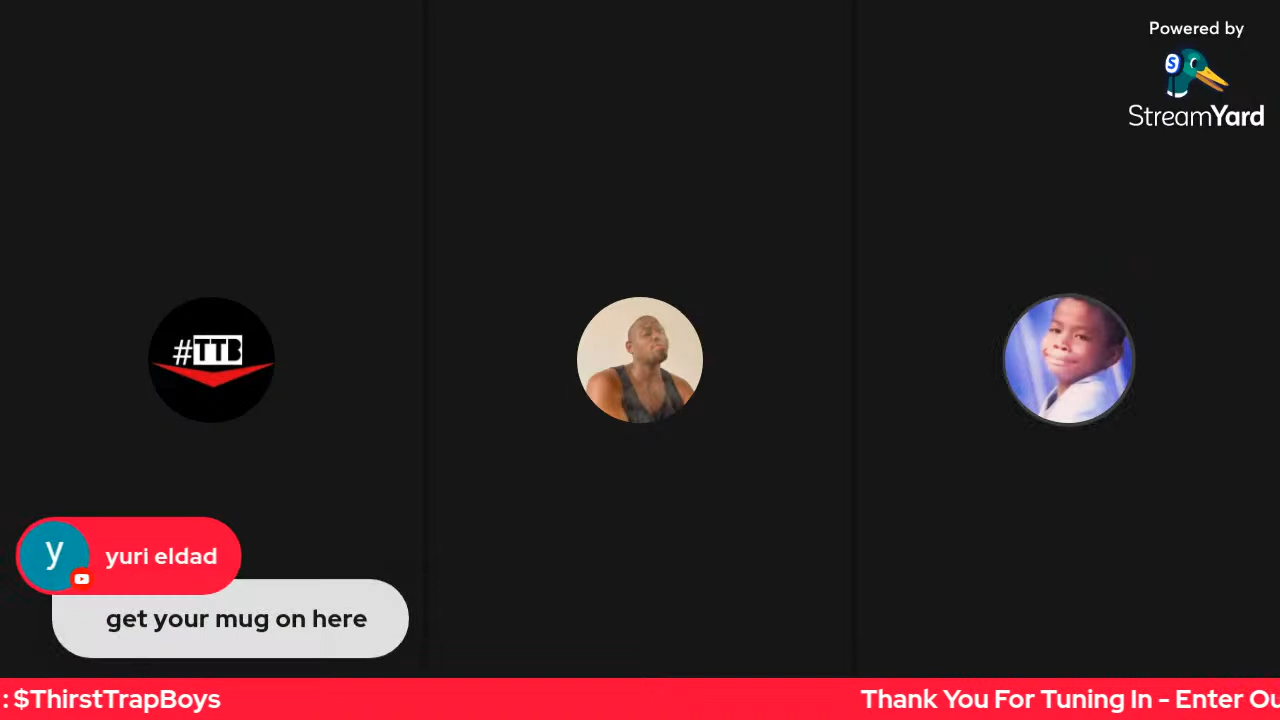 Powered by
S
StreamYard
#TTB
y
yuri eldad
get your mug on here
: $ThirstTrapBoys
Thank You For Tuning In - Enter Ou